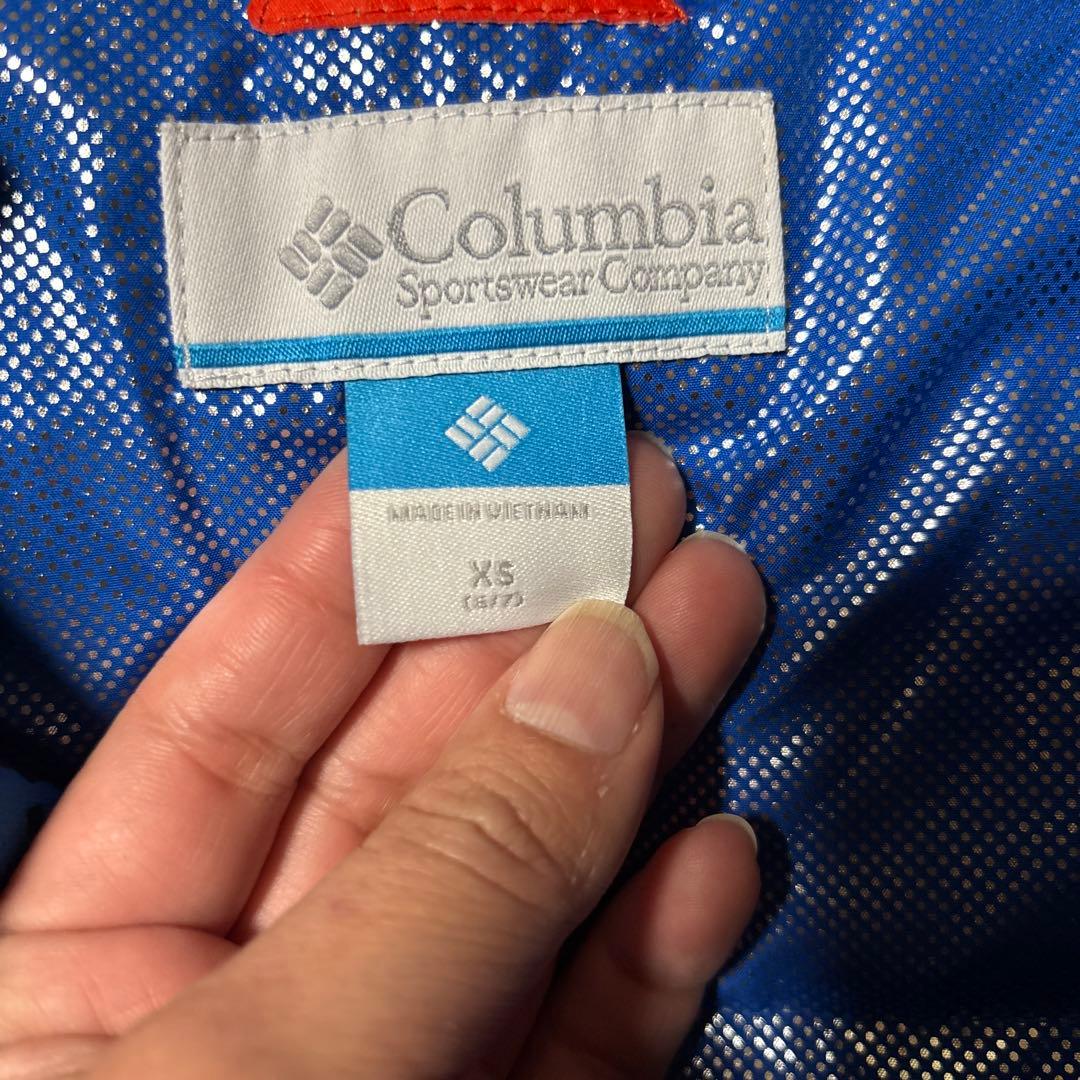 Columbia
Sportswear Company
MADE IN VIETNAM
XS
(6/7)